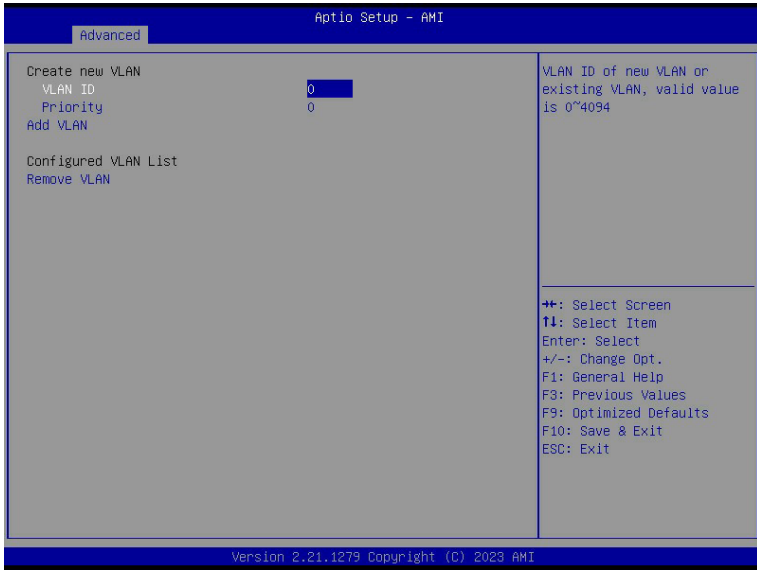 Aptio Setup - AMI
Advanced
Create new VLAN
VLAN ID 0
Priority 0
Add VLAN
Configured VLAN List
Remove VLAN
VLAN ID of new VLAN or
existing VLAN, valid value
is 0~4094
→←: Select Screen
↑↓: Select Item
Enter: Select
+/-: Change Opt.
F1: General Help
F3: Previous Values
F9: Optimized Defaults
F10: Save & Exit
ESC: Exit
Version 2.21.1279 Copyright (C) 2023 AMI